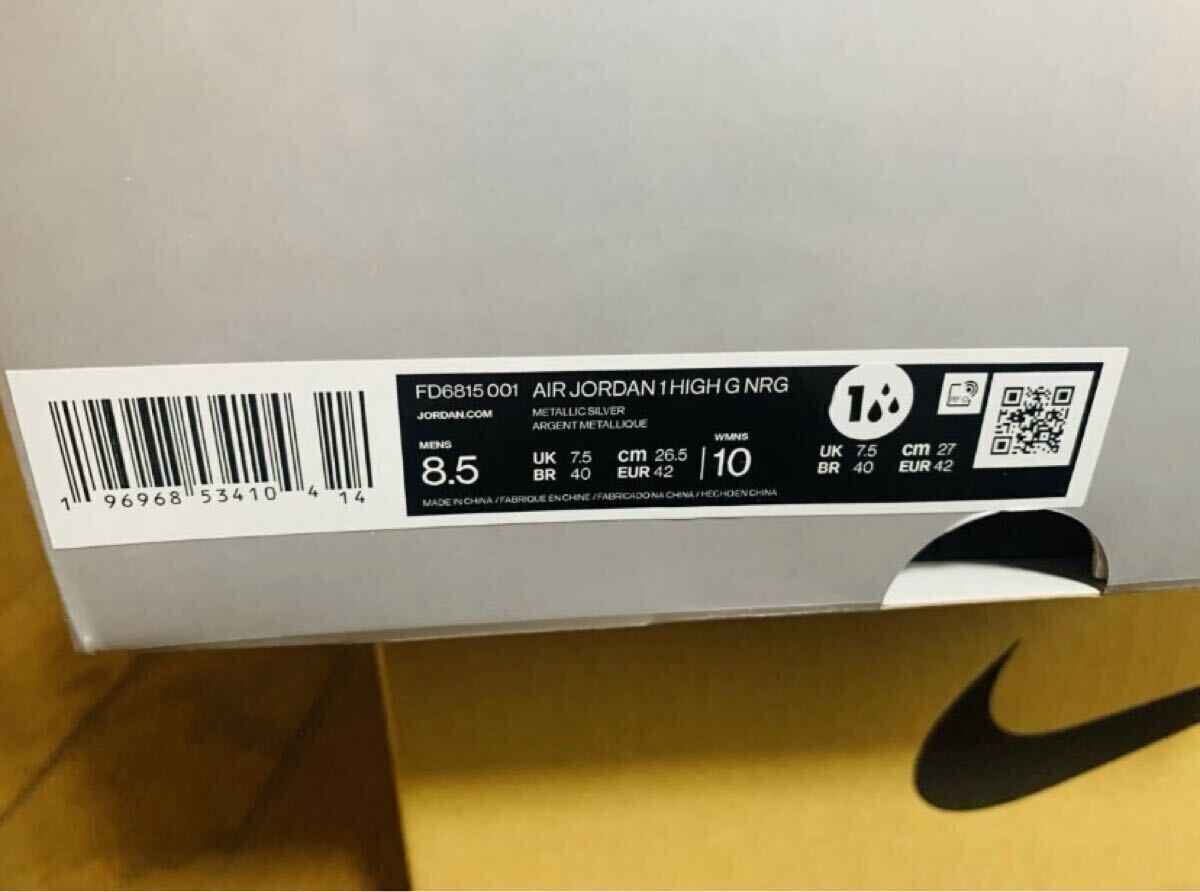 FD6815 001 AIR JORDAN 1 HIGH G NRG
JORDAN.COM
METALLIC SILVER
ARGENT METALLIQUE
MENS
8.5
UK 7.5 cm 26.5
BR 40 EUR 42
WMNS
10
UK 7.5 cm 27
BR 40 EUR 42
MADE IN CHINA / FABRIQUE EN CHINE / FABRICADO NA CHINA / HECHO EN CHINA
1
RFID
1 96968 53410 4 14